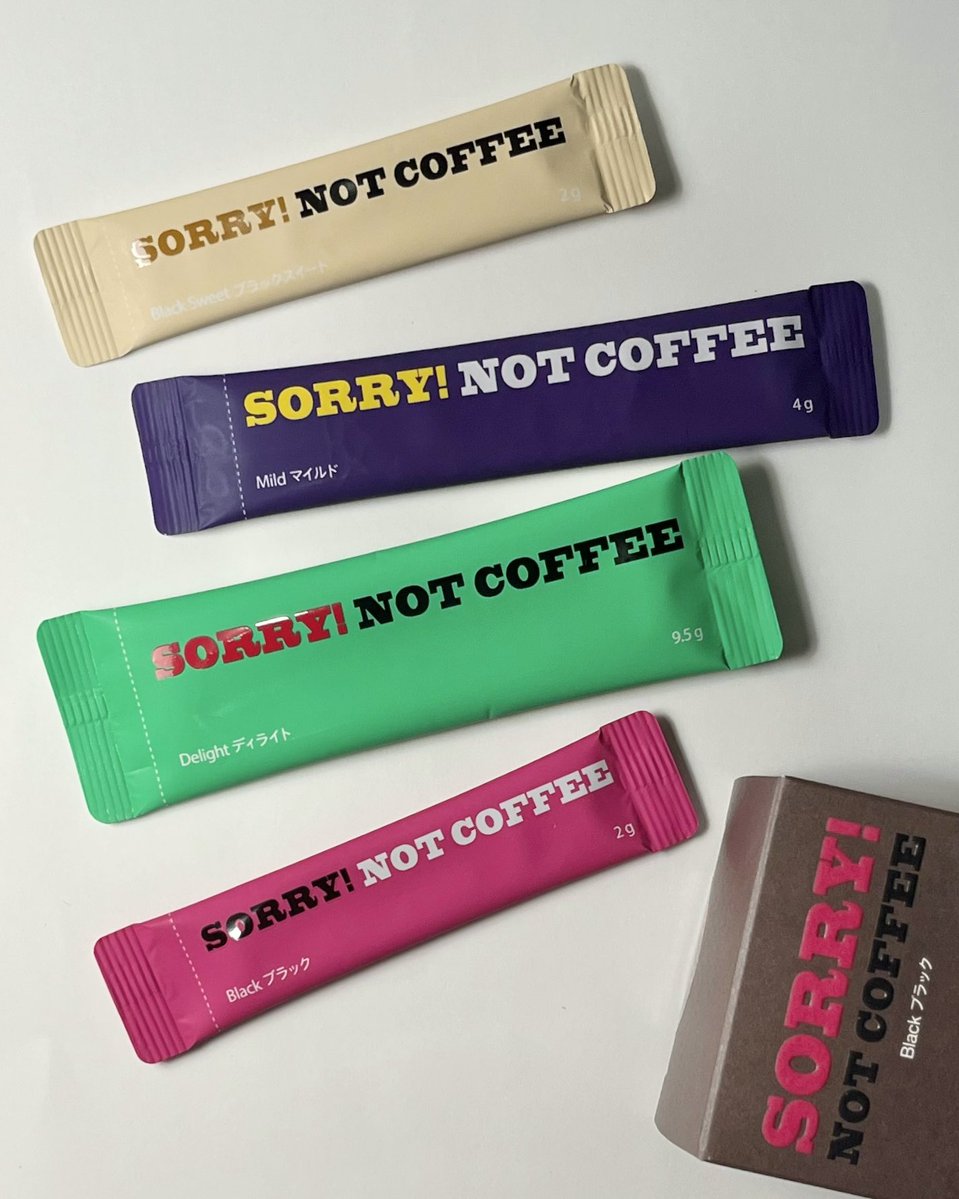 SORRY! NOT COFFEE
2g
BlackSweet ブラックスイート
SORRY! NOT COFFEE
4g
Mild マイルド
SORRY! NOT COFFEE
9.5g
Delight ディライト
SORRY! NOT COFFEE
2g
Black ブラック
SORRY!
NOT COFFEE
Black ブラック